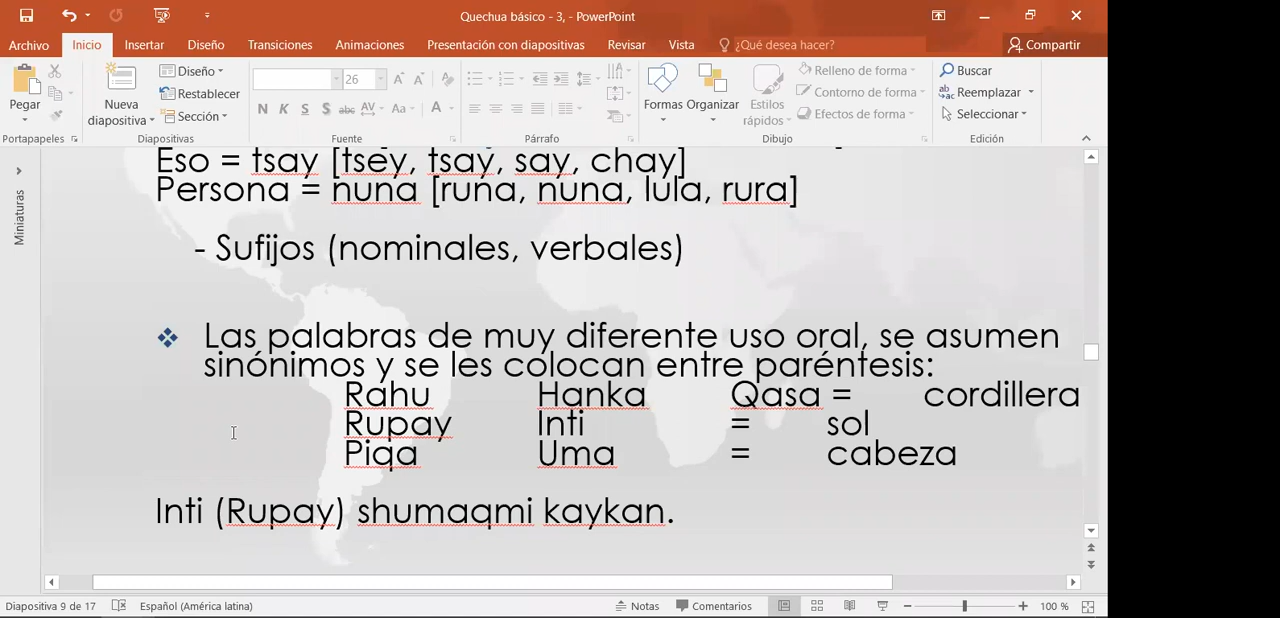 Quechua básico - 3, - PowerPoint
Archivo Inicio Insertar Diseño Transiciones Animaciones Presentación con diapositivas Revisar Vista ¿Qué desea hacer? Compartir
Pegar
Nueva diapositiva
Diseño
Restablecer
Sección
26
N K S S abc AV Aa A
Formas Organizar Estilos rápidos
Relleno de forma
Contorno de forma
Efectos de forma
Buscar
Reemplazar
Seleccionar
Portapapeles Diapositivas Fuente Párrafo Dibujo Edición
Miniaturas
Eso = tsay [tsey, tsay, say, chay]
Persona = nuna [runa, nuna, lula, rura]
- Sufijos (nominales, verbales)
❖ Las palabras de muy diferente uso oral, se asumen
sinónimos y se les colocan entre paréntesis:
Rahu Hanka Qasa = cordillera
Rupay Inti = sol
Piqa Uma = cabeza
Inti (Rupay) shumaqmi kaykan.
Diapositiva 9 de 17 Español (América latina) Notas Comentarios 100 %